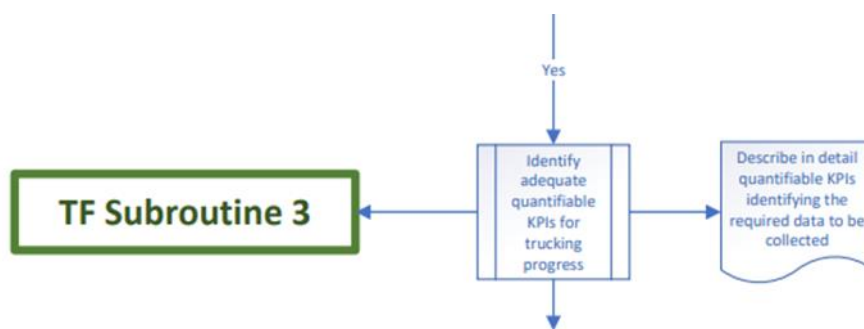 Yes
TF Subroutine 3
Identify
adequate
quantifiable
KPIs for
trucking
progress
Describe in detail
quantifiable KPIs
identifying the
required data to be
collected